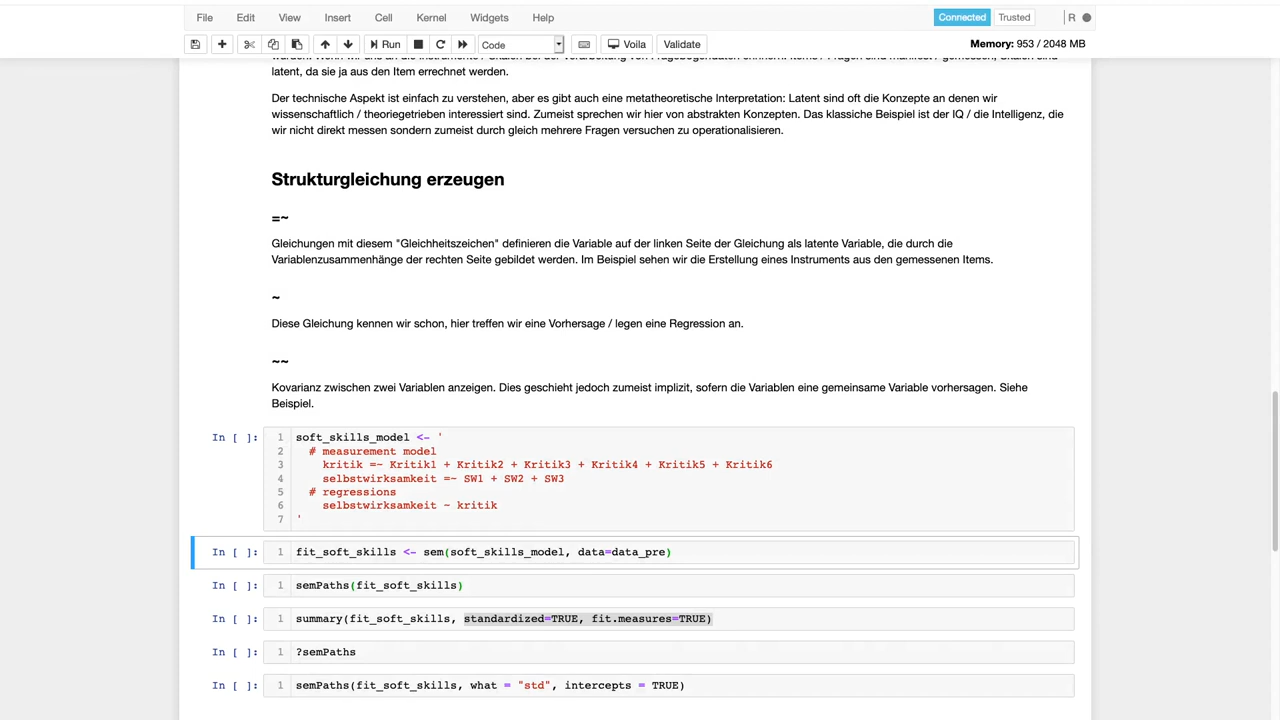 File Edit View Insert Cell Kernel Widgets Help Connected Trusted R
Run Code Voila Validate Memory: 953 / 2048 MB
latent, da sie ja aus den Item errechnet werden.
Der technische Aspekt ist einfach zu verstehen, aber es gibt auch eine metatheoretische Interpretation: Latent sind oft die Konzepte an denen wir
wissenschaftlich / theoriegetrieben interessiert sind. Zumeist sprechen wir hier von abstrakten Konzepten. Das klassiche Beispiel ist der IQ / die Intelligenz, die
wir nicht direkt messen sondern zumeist durch gleich mehrere Fragen versuchen zu operationalisieren.
Strukturgleichung erzeugen
=~
Gleichungen mit diesem "Gleichheitszeichen" definieren die Variable auf der linken Seite der Gleichung als latente Variable, die durch die
Variablenzusammenhänge der rechten Seite gebildet werden. Im Beispiel sehen wir die Erstellung eines Instruments aus den gemessenen Items.
~
Diese Gleichung kennen wir schon, hier treffen wir eine Vorhersage / legen eine Regression an.
~~
Kovarianz zwischen zwei Variablen anzeigen. Dies geschieht jedoch zumeist implizit, sofern die Variablen eine gemeinsame Variable vorhersagen. Siehe
Beispiel.
In [ ]: 1 soft_skills_model <- '
2 # measurement model
3 kritik =~ Kritik1 + Kritik2 + Kritik3 + Kritik4 + Kritik5 + Kritik6
4 selbstwirksamkeit =~ SW1 + SW2 + SW3
5 # regressions
6 selbstwirksamkeit ~ kritik
7 '
In [ ]: 1 fit_soft_skills <- sem(soft_skills_model, data=data_pre)
In [ ]: 1 semPaths(fit_soft_skills)
In [ ]: 1 summary(fit_soft_skills, standardized=TRUE, fit.measures=TRUE)
In [ ]: 1 ?semPaths
In [ ]: 1 semPaths(fit_soft_skills, what = "std", intercepts = TRUE)